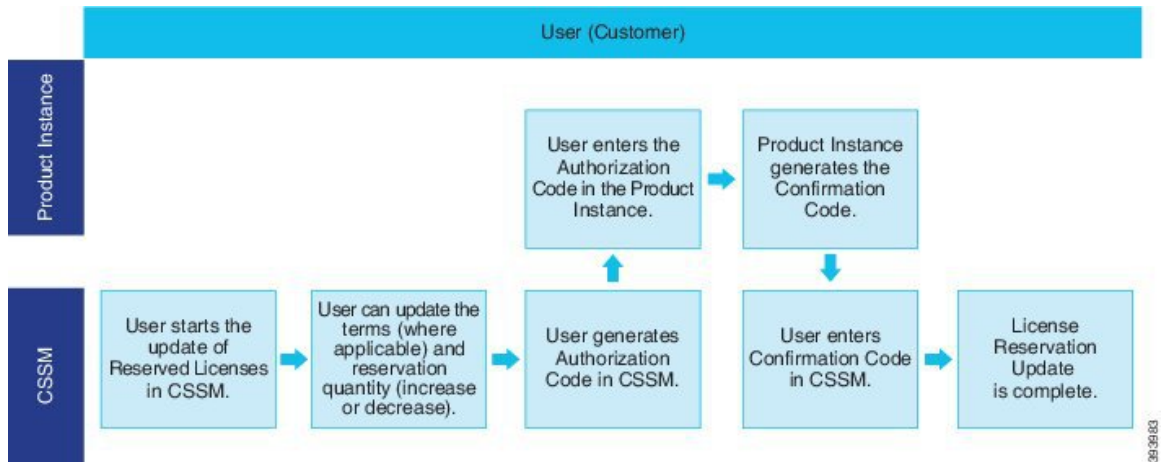 User (Customer)
Product Instance
User enters the
Authorization
Code in the Product
Instance.
Product Instance
generates the
Confirmation
Code.
CSSM
User starts the
update of
Reserved Licenses
in CSSM.
User can update the
terms (where
applicable) and
reservation
quantity (increase
or decrease).
User generates
Authorization
Code in CSSM.
User enters
Confirmation Code
in CSSM.
License
Reservation
Update
is complete.
393983